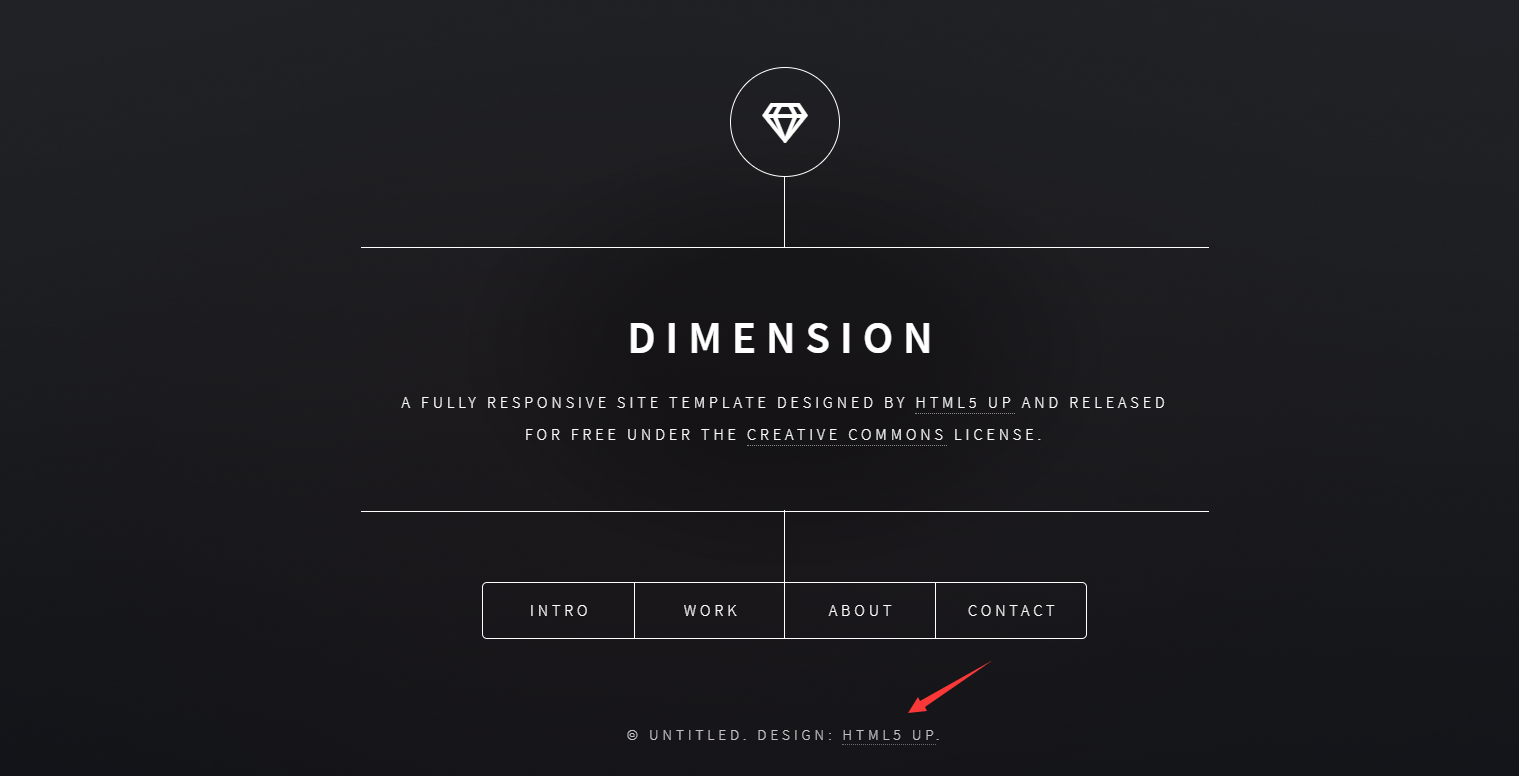 DIMENSION
A FULLY RESPONSIVE SITE TEMPLATE DESIGNED BY HTML5 UP AND RELEASED
FOR FREE UNDER THE CREATIVE COMMONS LICENSE.
INTRO WORK ABOUT CONTACT
© UNTITLED. DESIGN: HTML5 UP.